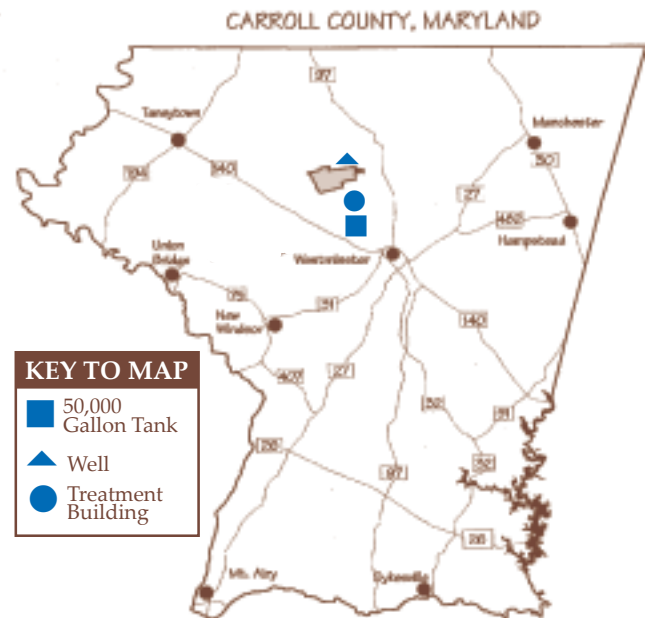 CARROLL COUNTY, MARYLAND
97
Taneytown
Manchester
30
194
140
27
482
Hampstead
Union
Bridge
Westminster
75
31
New
Windsor
140
KEY TO MAP
50,000
Gallon Tank
Well
Treatment
Building
407
27
32
91
26
97
32
26
Mt. Airy
Sykesville